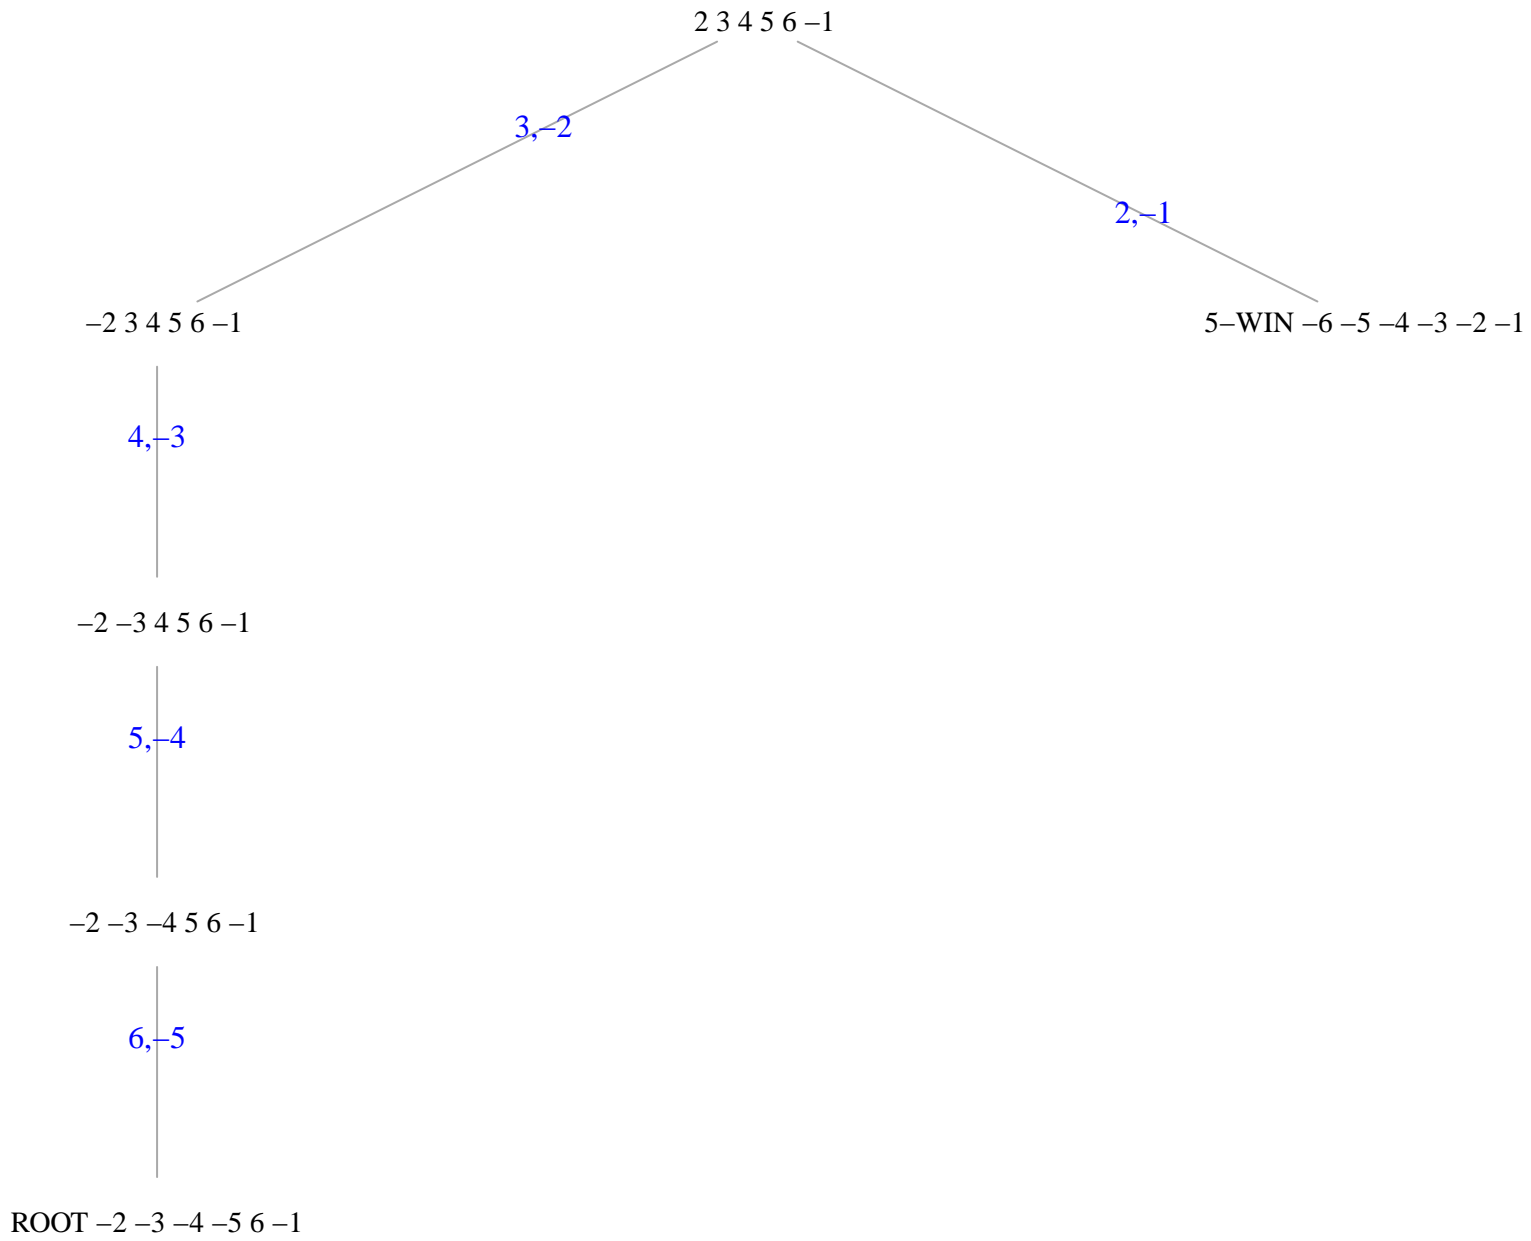 2 3 4 5 6 –1
3,–2
2,–1
–2 3 4 5 6 –1
5–WIN –6 –5 –4 –3 –2 –1
4,–3
–2 –3 4 5 6 –1
5,–4
–2 –3 –4 5 6 –1
6,–5
ROOT –2 –3 –4 –5 6 –1